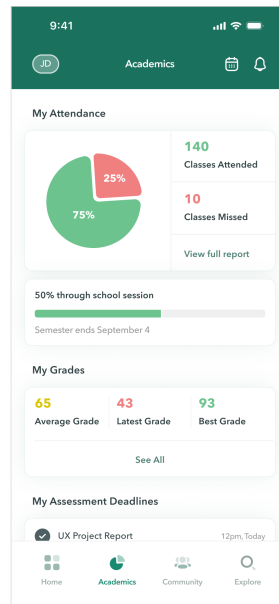 9:41
JD
Academics
My Attendance
25%
75%
140
Classes Attended
10
Classes Missed
View full report
50% through school session
Semester ends September 4
My Grades
65
Average Grade
43
Latest Grade
93
Best Grade
See All
My Assessment Deadlines
UX Project Report
12pm, Today
Home
Academics
Community
Explore